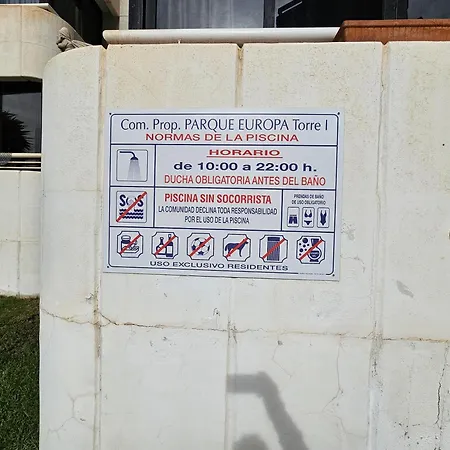 Com. Prop. PARQUE EUROPA Torre I
NORMAS DE LA PISCINA
HORARIO
de 10:00 a 22:00 h.
DUCHA OBLIGATORIA ANTES DEL BAÑO
SOS
PISCINA SIN SOCORRISTA
LA COMUNIDAD DECLINA TODA RESPONSABILIDAD
POR EL USO DE LA PISCINA
PRENDAS DE BAÑO
DE USO OBLIGATORIO
USO EXCLUSIVO RESIDENTES